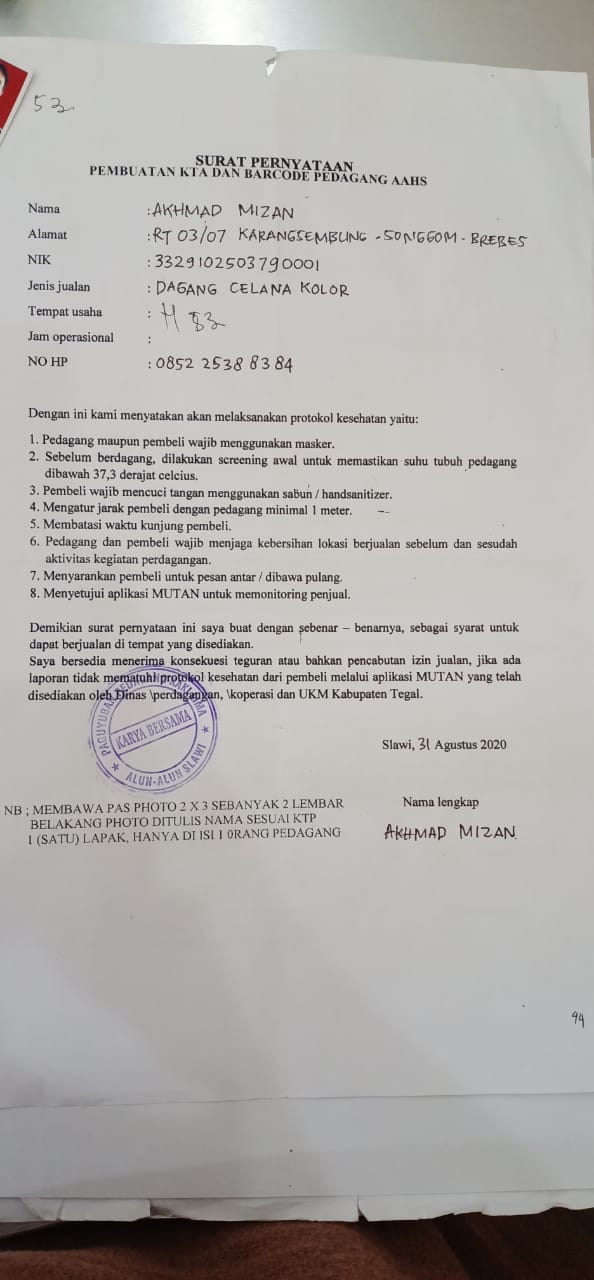 53
SURAT PERNYATAAN
PEMBUATAN KTA DAN BARCODE PEDAGANG AAHS
Nama : AKHMAD MIZAN
Alamat : RT 03/07 KARANGSEMBUNG - SONGGOM - BREBES
NIK : 3329102503790001
Jenis jualan : DAGANG CELANA KOLOR
Tempat usaha : H 53
Jam operasional :
NO HP : 0852 2538 8384
Dengan ini kami menyatakan akan melaksanakan protokol kesehatan yaitu:
1. Pedagang maupun pembeli wajib menggunakan masker.
2. Sebelum berdagang, dilakukan screening awal untuk memastikan suhu tubuh pedagang
dibawah 37,3 derajat celcius.
3. Pembeli wajib mencuci tangan menggunakan sabun / handsanitizer.
4. Mengatur jarak pembeli dengan pedagang minimal 1 meter.
5. Membatasi waktu kunjung pembeli.
6. Pedagang dan pembeli wajib menjaga kebersihan lokasi berjualan sebelum dan sesudah
aktivitas kegiatan perdagangan.
7. Menyarankan pembeli untuk pesan antar / dibawa pulang.
8. Menyetujui aplikasi MUTAN untuk memonitoring penjual.
Demikian surat pernyataan ini saya buat dengan sebenar – benarnya, sebagai syarat untuk
dapat berjualan di tempat yang disediakan.
Saya bersedia menerima konsekuesi teguran atau bahkan pencabutan izin jualan, jika ada
laporan tidak mematuhi protokol kesehatan dari pembeli melalui aplikasi MUTAN yang telah
disediakan oleh Dinas \perdagangan, \koperasi dan UKM Kabupaten Tegal.
PAGUYUBAN PEDAGANG KAKI LIMA
KARYA BERSAMA
ALUN-ALUN SLAWI
Slawi, 31 Agustus 2020
Nama lengkap
AKHMAD MIZAN
NB ; MEMBAWA PAS PHOTO 2 X 3 SEBANYAK 2 LEMBAR
BELAKANG PHOTO DITULIS NAMA SESUAI KTP
1 (SATU) LAPAK, HANYA DI ISI 1 0RANG PEDAGANG
94